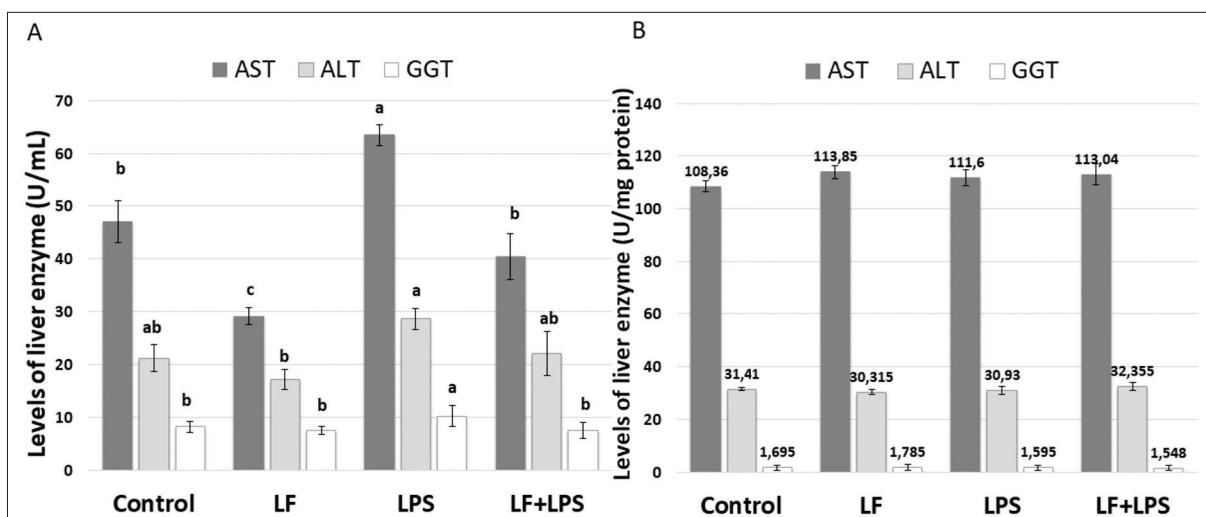 A
AST ALT GGT
Levels of liver enzyme (U/mL)
70
60
50
40
30
20
10
0
b
ab
b
c
b
b
a
a
a
b
ab
b
Control LF LPS LF+LPS
B
AST ALT GGT
Levels of liver enzyme (U/mg protein)
140
120
100
80
60
40
20
0
108,36
31,41
1,695
113,85
30,315
1,785
111,6
30,93
1,595
113,04
32,355
1,548
Control LF LPS LF+LPS